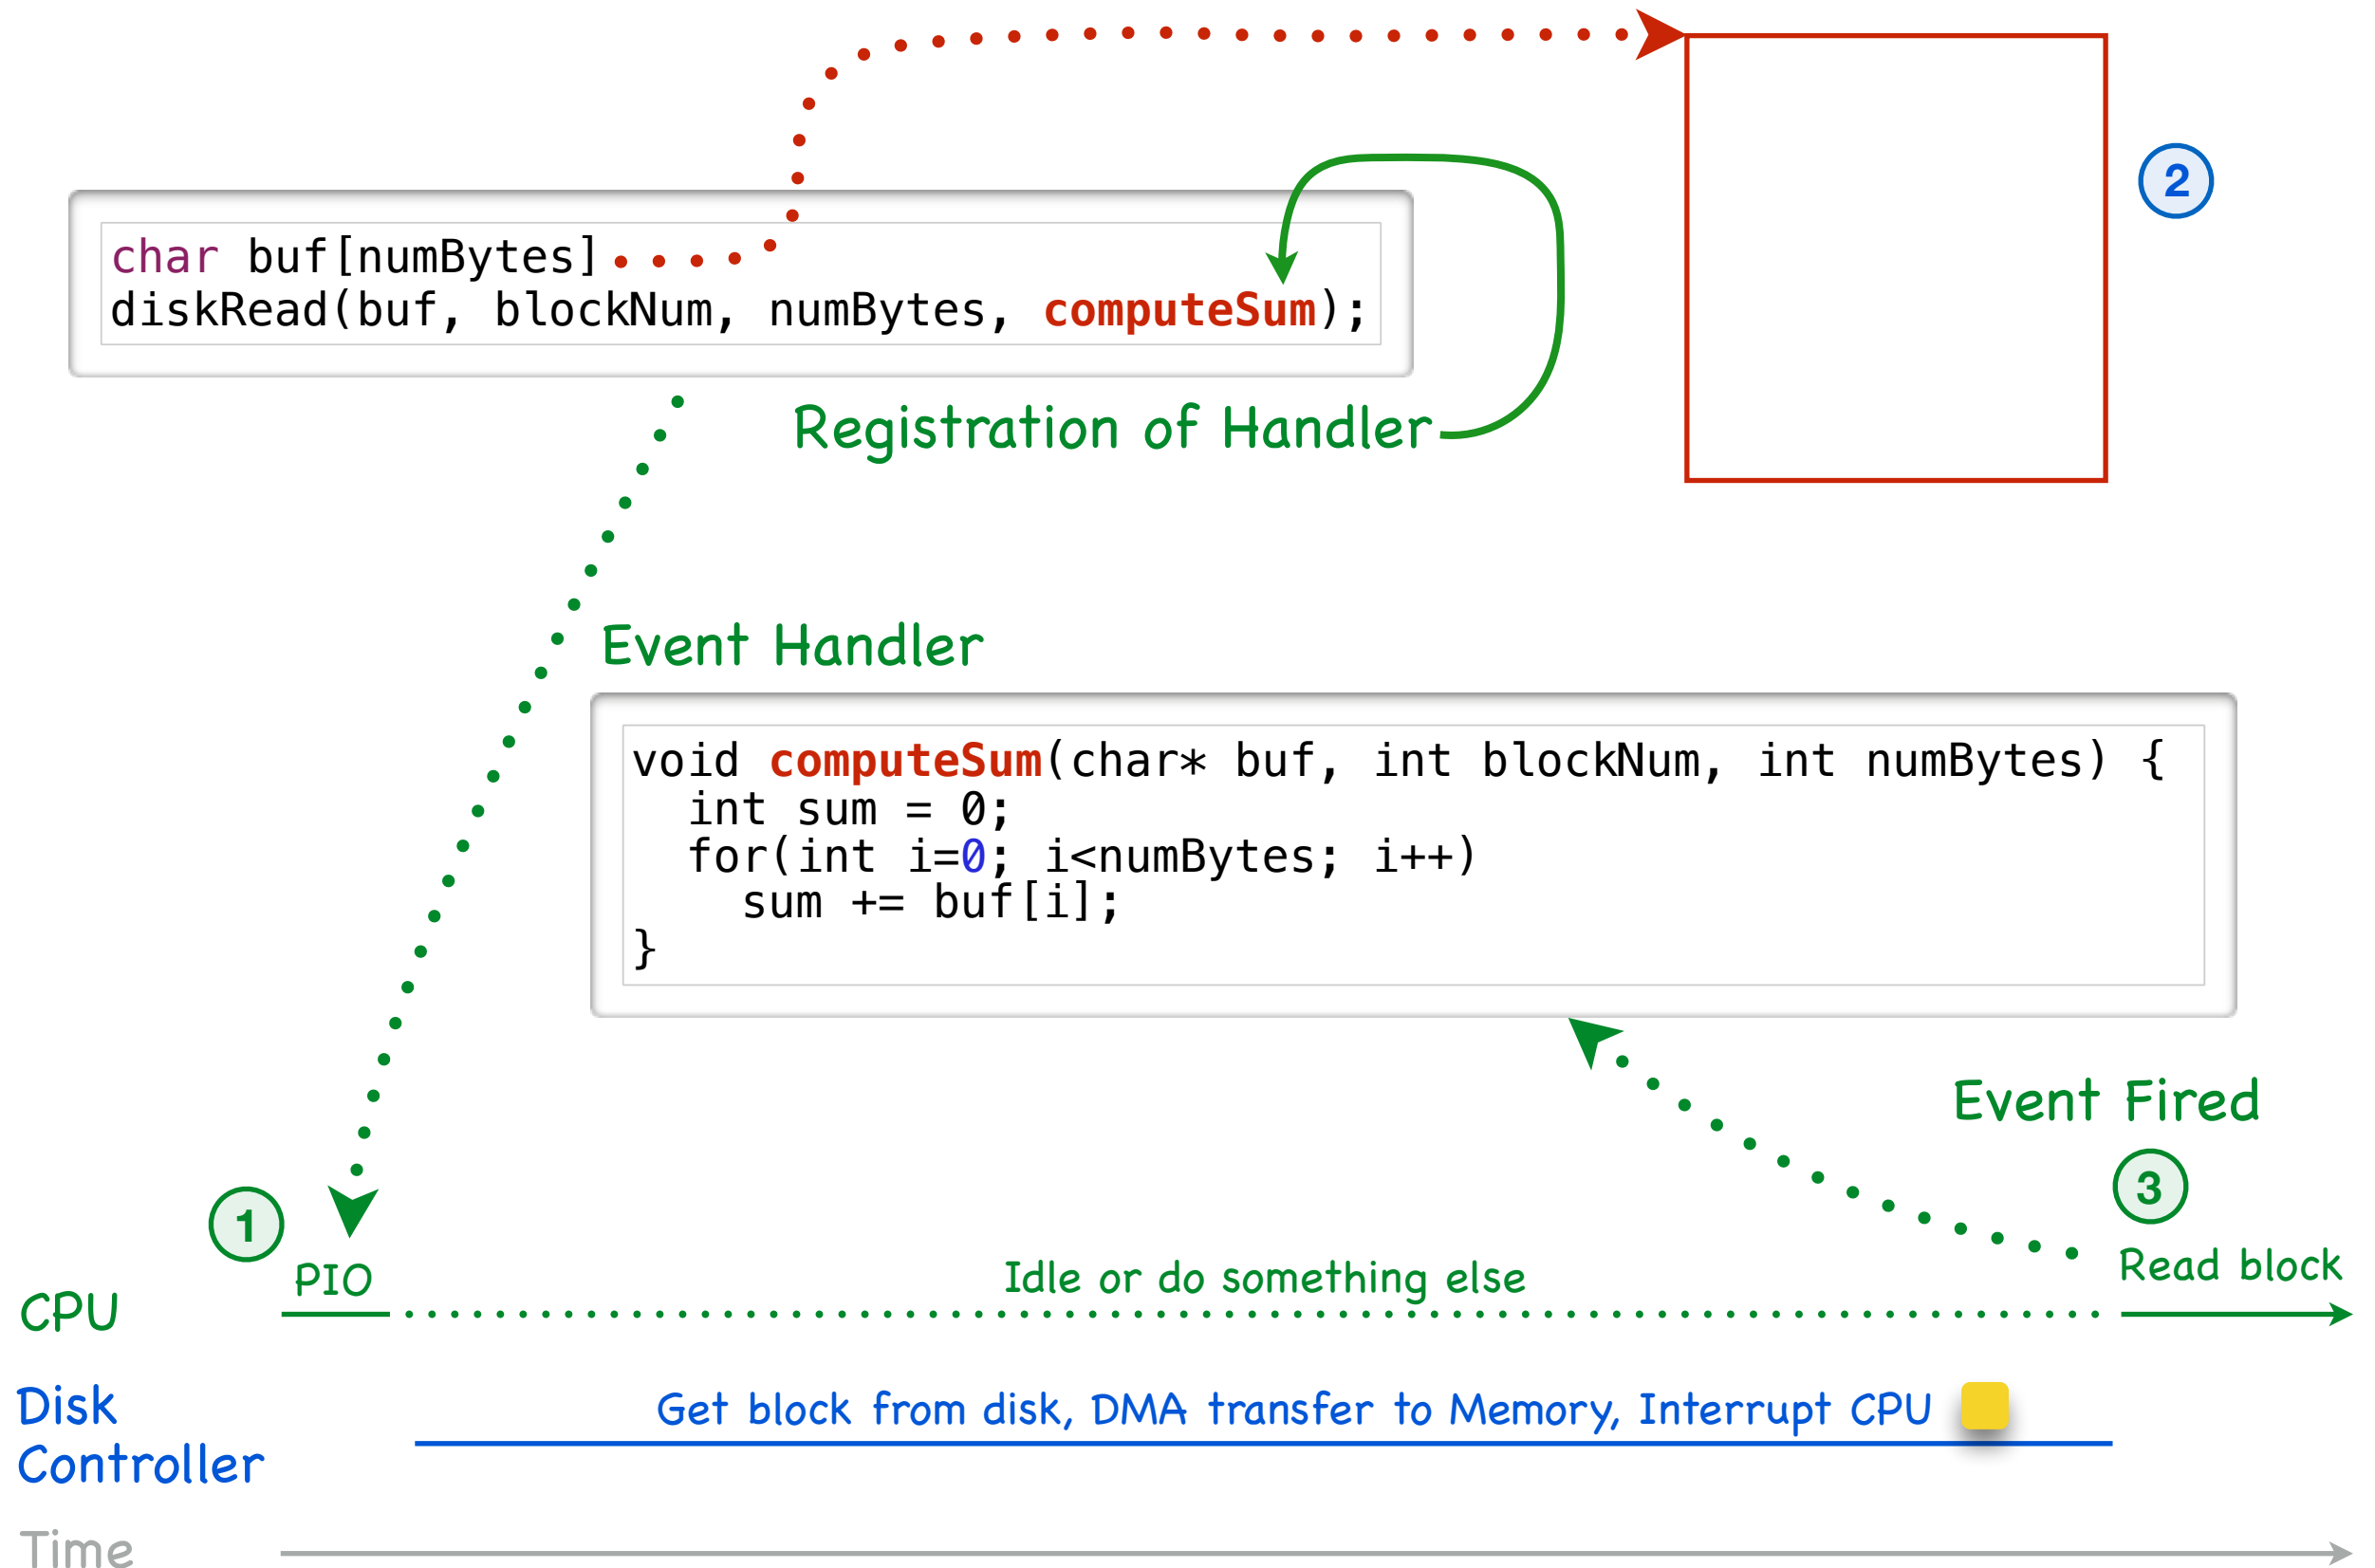 2
char buf[numBytes]
diskRead(buf, blockNum, numBytes, computeSum);
Registration of Handler
Event Handler
void computeSum(char* buf, int blockNum, int numBytes) {
  int sum = 0;
  for(int i=0; i<numBytes; i++)
    sum += buf[i];
}
Event Fired
3
1
PIO
Idle or do something else
Read block
CPU
Disk
Controller
Get block from disk, DMA transfer to Memory, Interrupt CPU
Time